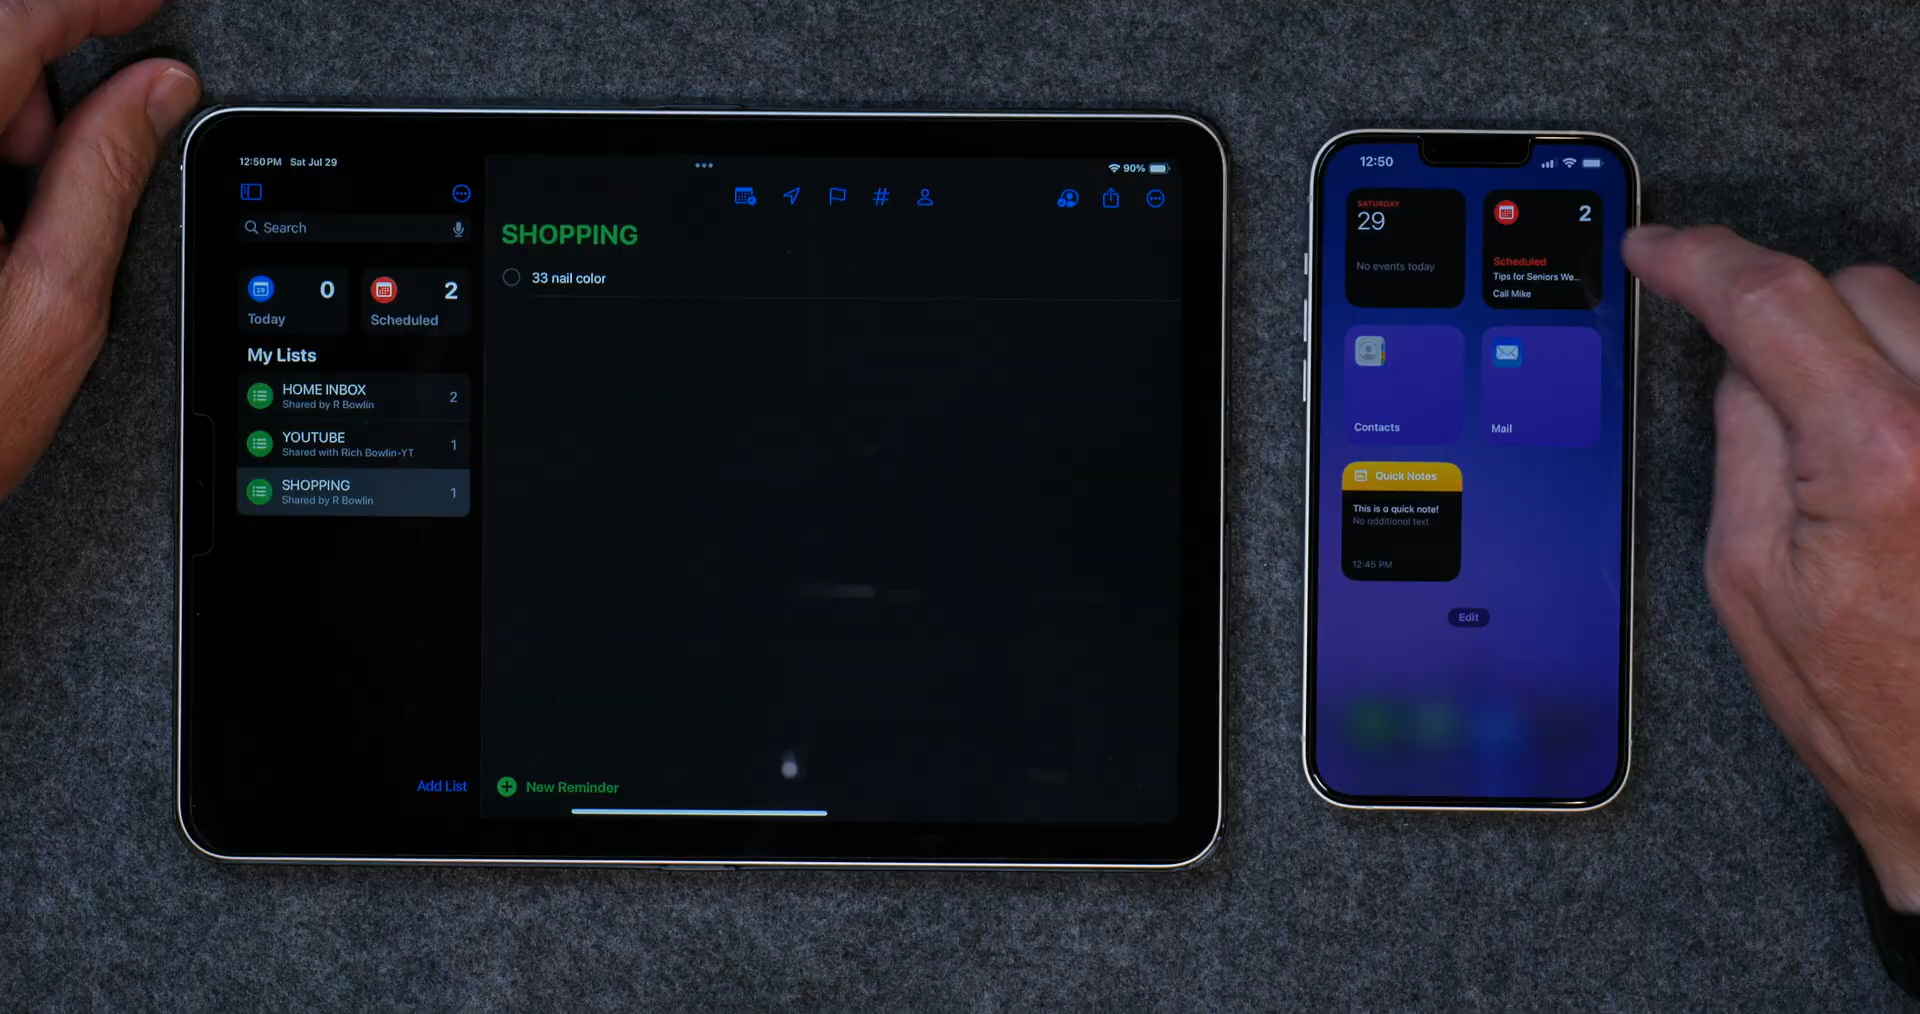 12:50 PM Sat Jul 29
90%
Search
0
Today
2
Scheduled
My Lists
HOME INBOX
Shared by R Bowlin
2
YOUTUBE
Shared with Rich Bowlin-YT
1
SHOPPING
Shared by R Bowlin
1
Add List
#
SHOPPING
33 nail color
New Reminder
12:50
SATURDAY
29
No events today
2
Scheduled
Tips for Seniors We...
Call Mike
Contacts
Mail
Quick Notes
This is a quick note!
No additional text
12:45 PM
Edit